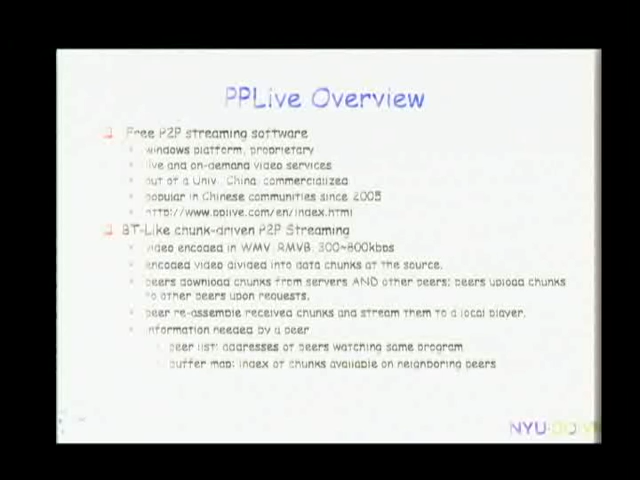 PPLive Overview
Free P2P streaming software
windows platform, proprietary
live and on-demand video services
out of a Univ. China, commercialized
popular in Chinese communities since 2005
http://www.pplive.com/en/index.html
BT-Like chunk-driven P2P Streaming
video encoded in WMV, RMVB, 300~800kbps
encoded video divided into data chunks at the source.
peers download chunks from servers AND other peers; peers upload chunks
to other peers upon requests.
peer re-assemble received chunks and stream them to a local player.
information needed by a peer
peer list: addresses of peers watching same program
buffer map: index of chunks available on neighboring peers
NYU